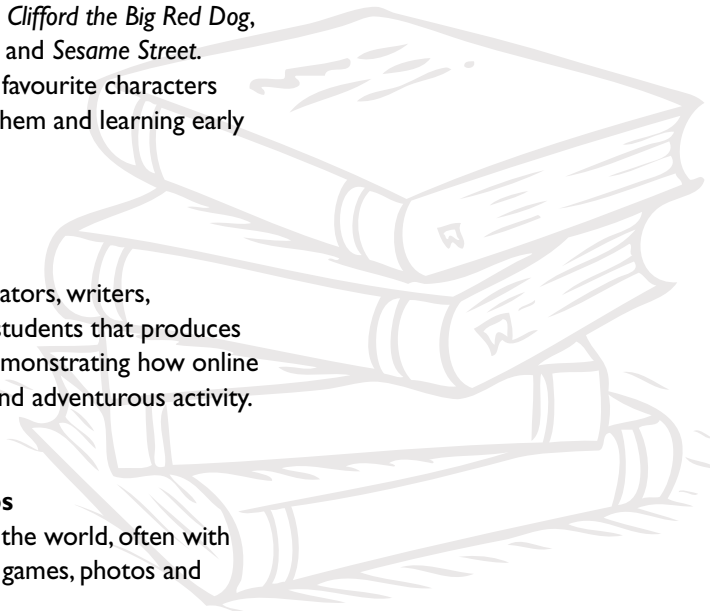 Clifford the Big Red Dog,
and Sesame Street.
favourite characters
hem and learning early
ators, writers,
students that produces
monstrating how online
nd adventurous activity.
s
the world, often with
games, photos and